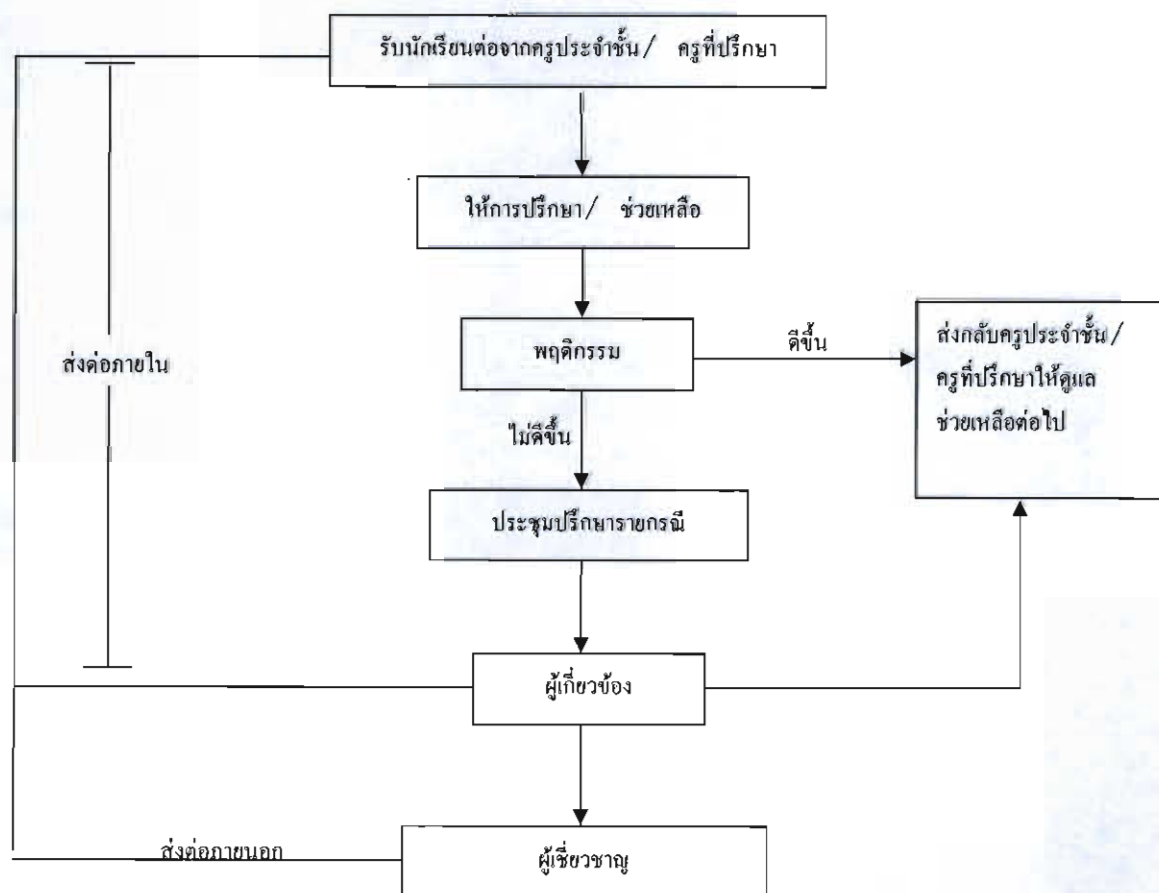 รับนักเรียนต่อจากครูประจำชั้น/ ครูที่ปรึกษา
ให้การปรึกษา/ ช่วยเหลือ
พฤติกรรม
ดีขึ้น
ส่งกลับครูประจำชั้น/
ครูที่ปรึกษาให้ดูแล
ช่วยเหลือต่อไป
ส่งต่อภายใน
ไม่ดีขึ้น
ประชุมปรึกษารายกรณี
ผู้เกี่ยวข้อง
ส่งต่อภายนอก
ผู้เชี่ยวชาญ